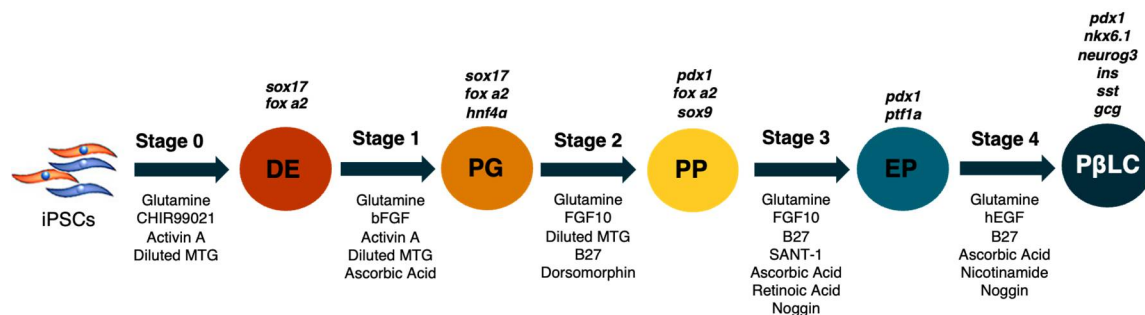 iPSCs
Stage 0
Glutamine
CHIR99021
Activin A
Diluted MTG
sox17
fox a2
DE
Stage 1
Glutamine
bFGF
Activin A
Diluted MTG
Ascorbic Acid
sox17
fox a2
hnf4α
PG
Stage 2
Glutamine
FGF10
Diluted MTG
B27
Dorsomorphin
pdx1
fox a2
sox9
PP
Stage 3
Glutamine
FGF10
B27
SANT-1
Ascorbic Acid
Retinoic Acid
Noggin
pdx1
ptf1a
EP
Stage 4
Glutamine
hEGF
B27
Ascorbic Acid
Nicotinamide
Noggin
pdx1
nkx6.1
neurog3
ins
sst
gcg
PβLC